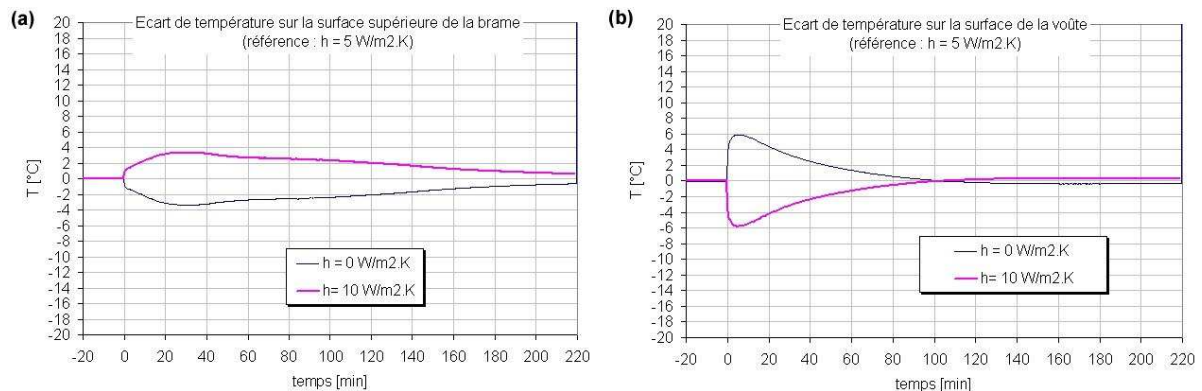 (a)
Ecart de température sur la surface supérieure de la brame
(référence : h = 5 W/m2.K)
20
18
16
14
12
10
8
6
4
2
0
-2
-4
-6
-8
-10
-12
-14
-16
-18
-20
T [°C]
h = 0 W/m2.K
h= 10 W/m2.K
-20 0 20 40 60 80 100 120 140 160 180 200 220
temps [min]
(b)
Ecart de température sur la surface de la voûte
(référence : h = 5 W/m2.K)
20
18
16
14
12
10
8
6
4
2
0
-2
-4
-6
-8
-10
-12
-14
-16
-18
-20
T [°C]
h = 0 W/m2.K
h = 10 W/m2.K
-20 0 20 40 60 80 100 120 140 160 180 200 220
temps [min]